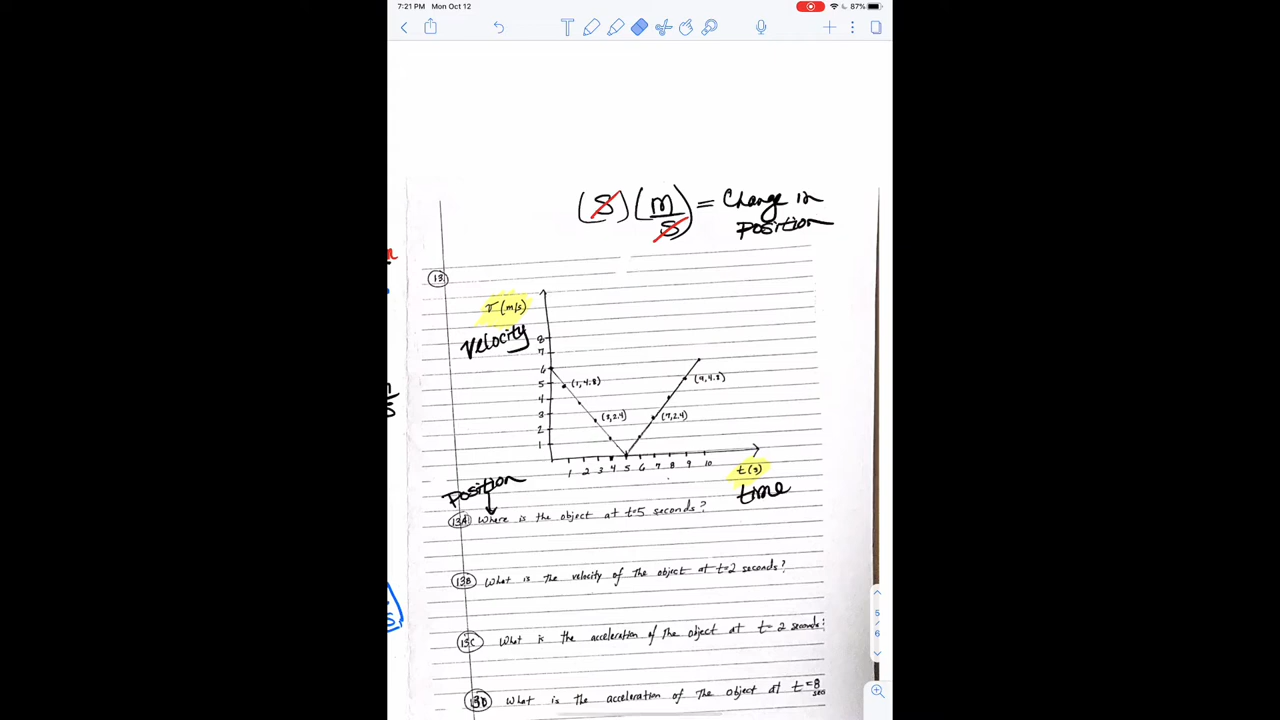 7:21 PM Mon Oct 12
87%
(s) (m/s) = Change in
position
13.
v (m/s)
Velocity
8
7
6
5
4
3
2
1
(1, 4.8)
(3, 2.4)
(7, 2.4)
(9, 4.8)
1 2 3 4 5 6 7 8 9 10
t (s)
time
Position
13A Where is the object at t=5 seconds?
13B What is the velocity of the object at t=2 seconds?
13C What is the acceleration of the object at t= 2 seconds?
13D What is the acceleration of the object at t=8
sec
5
/
6